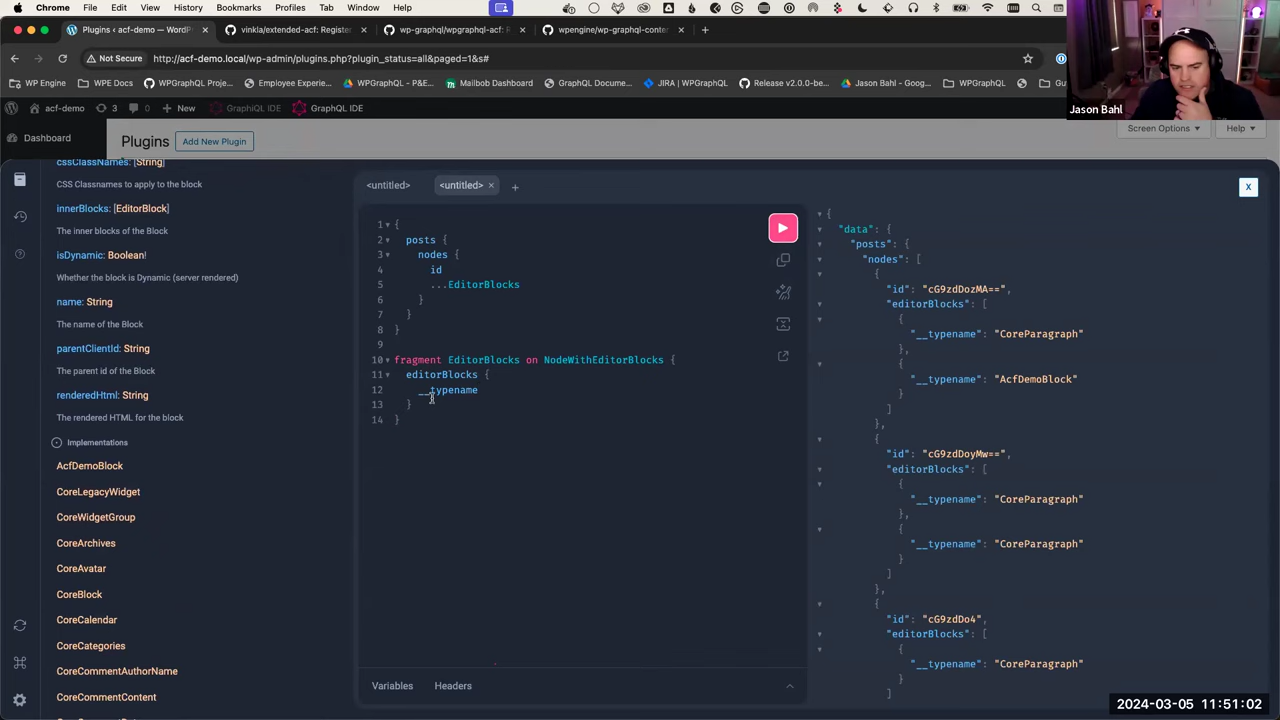 Chrome File Edit View History Bookmarks Profiles Tab Window Help
Plugins ‹ acf-demo — WordPr
vinkla/extended-acf: Register
wp-graphql/wpgraphql-acf: R
wpengine/wp-graphql-conter
Not Secure http://acf-demo.local/wp-admin/plugins.php?plugin_status=all&paged=1&s#
WP Engine WPE Docs WPGraphQL Proje... Employee Experie... WPGraphQL - P&E... Mailbob Dashboard GraphQL Docume... JIRA | WPGraphQL Release v2.0.0-be... Jason Bahl - Goog... WPGraphQL
Jason Bahl
acf-demo 3 0 New GraphiQL IDE GraphQL IDE
Dashboard
Plugins
Add New Plugin
Screen Options
Help
cssClassNames: [String]
CSS Classnames to apply to the block
innerBlocks: [EditorBlock]
The inner blocks of the Block
isDynamic: Boolean!
Whether the block is Dynamic (server rendered)
name: String
The name of the Block
parentClientId: String
The parent id of the Block
renderedHtml: String
The rendered HTML for the block
Implementations
AcfDemoBlock
CoreLegacyWidget
CoreWidgetGroup
CoreArchives
CoreAvatar
CoreBlock
CoreCalendar
CoreCategories
CoreCommentAuthorName
CoreCommentContent
<untitled>
<untitled> ×
+
X
1 {
2 posts {
3 nodes {
4 id
5 ...EditorBlocks
6 }
7 }
8 }
9
10 fragment EditorBlocks on NodeWithEditorBlocks {
11 editorBlocks {
12 __typename
13 }
14 }
Variables Headers
{
"data": {
"posts": {
"nodes": [
{
"id": "cG9zdDozMA==",
"editorBlocks": [
{
"__typename": "CoreParagraph"
},
{
"__typename": "AcfDemoBlock"
}
]
},
{
"id": "cG9zdDoyMw==",
"editorBlocks": [
{
"__typename": "CoreParagraph"
},
{
"__typename": "CoreParagraph"
}
]
},
{
"id": "cG9zdDo4",
"editorBlocks": [
{
"__typename": "CoreParagraph"
}
]
2024-03-05 11:51:02